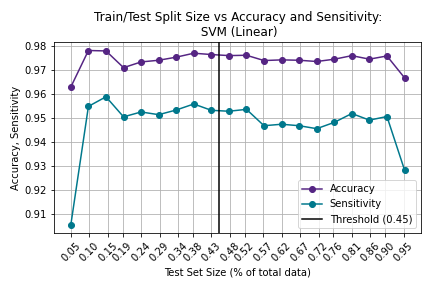 Train/Test Split Size vs Accuracy and Sensitivity:
SVM (Linear)
Accuracy, Sensitivity
0.98
0.97
0.96
0.95
0.94
0.93
0.92
0.91
Accuracy
Sensitivity
Threshold (0.45)
0.05 0.10 0.15 0.19 0.24 0.29 0.34 0.38 0.43 0.48 0.52 0.57 0.62 0.67 0.72 0.76 0.81 0.86 0.90 0.95
Test Set Size (% of total data)